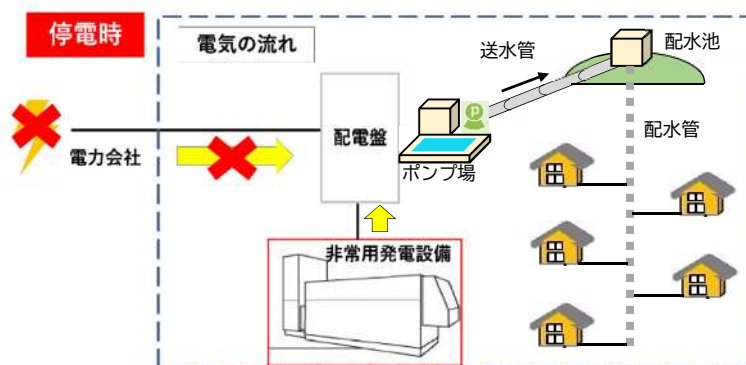 停電時
電気の流れ
送水管
配水池
配電盤
P
配水管
電力会社
ポンプ場
非常用発電設備